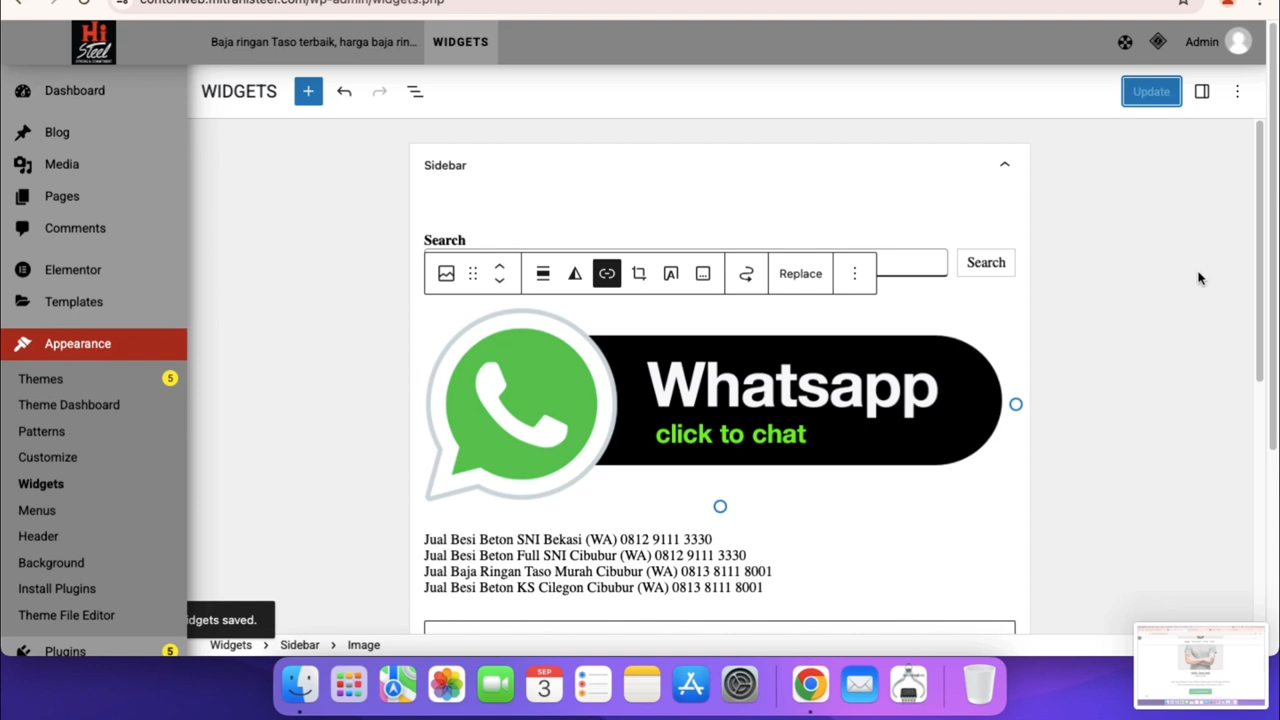 contohweb.mitrahisteel.com/wp-admin/widgets.php
Hi
Steel
Baja ringan Taso terbaik, harga baja rin...
WIDGETS
Admin
Dashboard
Blog
Media
Pages
Comments
Elementor
Templates
Appearance
Themes
5
Theme Dashboard
Patterns
Customize
Widgets
Menus
Header
Background
Install Plugins
Theme File Editor
Plugins
5
WIDGETS
Update
Sidebar
Search
Search
Replace
Whatsapp
click to chat
Jual Besi Beton SNI Bekasi (WA) 0812 9111 3330
Jual Besi Beton Full SNI Cibubur (WA) 0812 9111 3330
Jual Baja Ringan Taso Murah Cibubur (WA) 0813 8111 8001
Jual Besi Beton KS Cilegon Cibubur (WA) 0813 8111 8001
idgets saved.
Widgets
Sidebar
Image
SEP
3